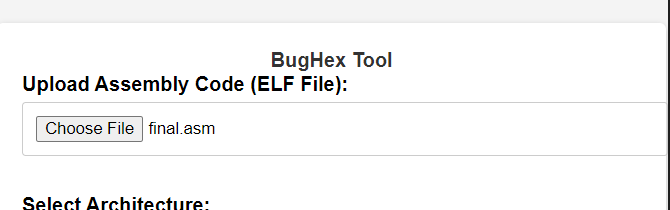 BugHex Tool
Upload Assembly Code (ELF File):
Choose File final.asm
Select Architecture: